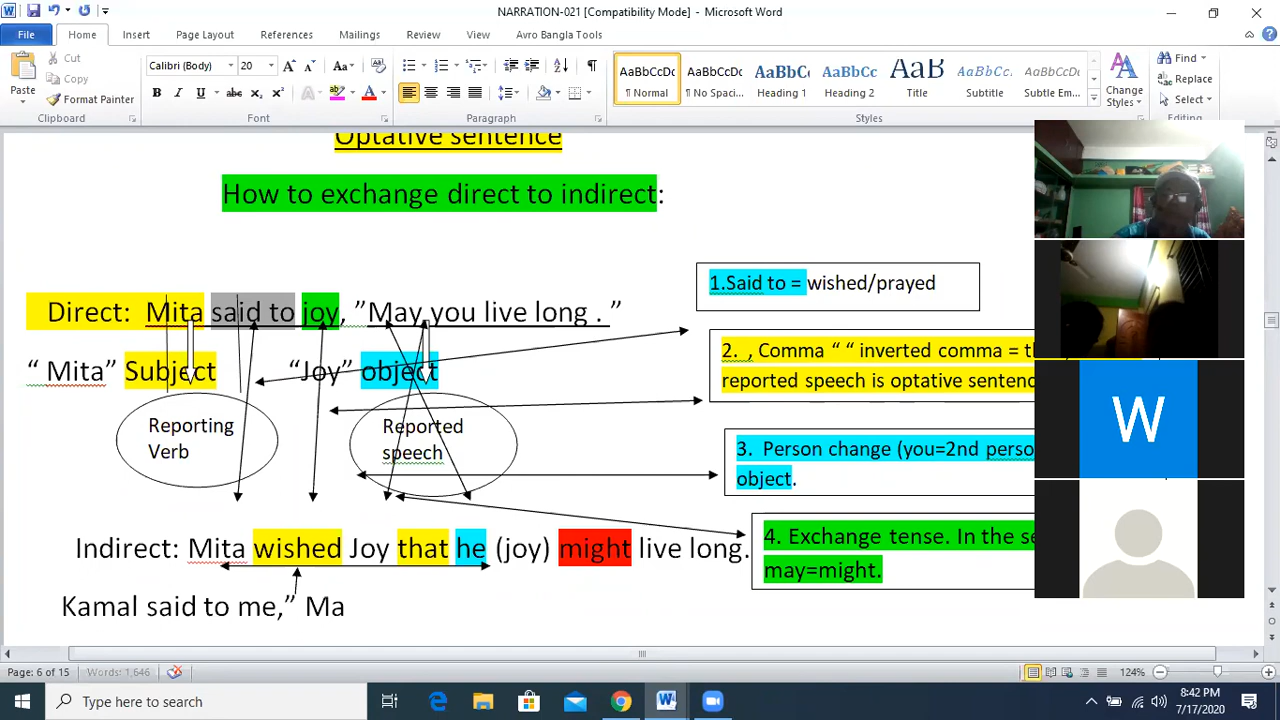 NARRATION-021 [Compatibility Mode] - Microsoft Word
File Home Insert Page Layout References Mailings Review View Avro Bangla Tools
Paste
Cut
Copy
Format Painter
Clipboard
Calibri (Body) 20
Font
Paragraph
AaBbCcDc AaBbCcDc AaBbC AaBbCc AaB AaBbCc. AaBbCcDc
¶ Normal ¶ No Spaci... Heading 1 Heading 2 Title Subtitle Subtle Em...
Change Styles
Styles
Find
Replace
Select
Editing
Optative sentence
How to exchange direct to indirect:
Direct: Mita said to joy, ”May you live long . ”
“ Mita” Subject “Joy” object
Reporting
Verb
Reported
speech
1.Said to = wished/prayed
2. , Comma “ “ inverted comma =
reported speech is optative
3. Person change (you=2nd
object.
4. Exchange tense. In the
may=might.
Indirect: Mita wished Joy that he (joy) might live long.
Kamal said to me,” Ma
W
Page: 6 of 15 Words: 1,646 124%
Type here to search
8:42 PM
7/17/2020